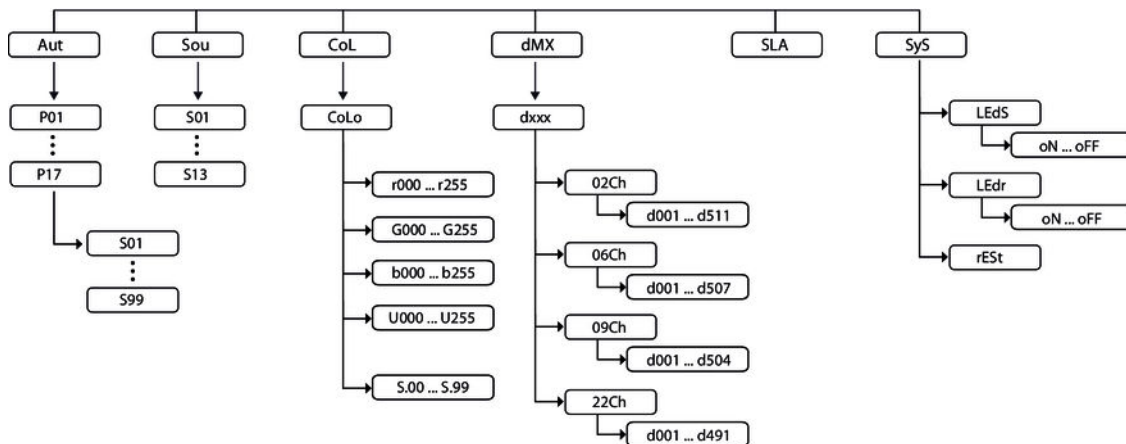 Aut
Sou
CoL
dMX
SLA
SyS
P01
P17
S01
S99
S01
S13
CoLo
r000 ... r255
G000 ... G255
b000 ... b255
U000 ... U255
S.00 ... S.99
dxxx
02Ch
d001 ... d511
06Ch
d001 ... d507
09Ch
d001 ... d504
22Ch
d001 ... d491
LEdS
oN ... oFF
LEdr
oN ... oFF
rESt